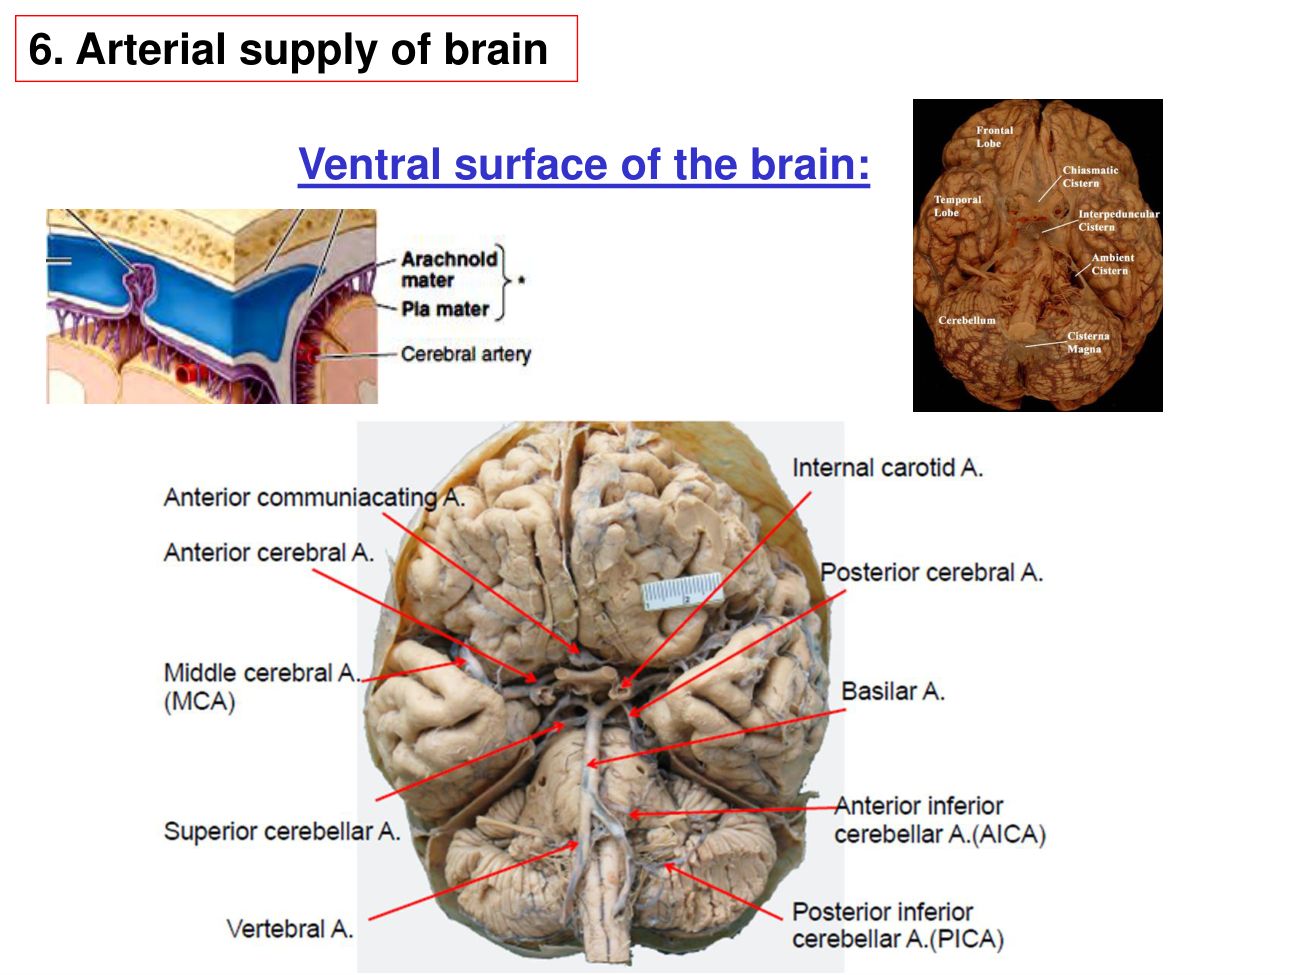 6. Arterial supply of brain
Ventral surface of the brain:
Arachnoid
mater
*
Pia mater
Cerebral artery
Frontal
Lobe
Chiasmatic
Cistern
Temporal
Lobe
Interpeduncular
Cistern
Ambient
Cistern
Cerebellum
Cisterna
Magna
Internal carotid A.
Anterior communiacating A.
Anterior cerebral A.
Posterior cerebral A.
Middle cerebral A.
(MCA)
Basilar A.
Anterior inferior
cerebellar A.(AICA)
Superior cerebellar A.
Posterior inferior
cerebellar A.(PICA)
Vertebral A.